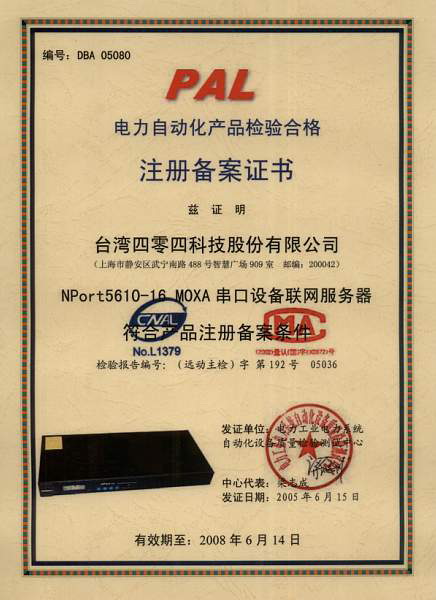 编号: DBA 05080
PAL
电力自动化产品检验合格
注册备案证书
兹 证 明
台湾四零四科技股份有限公司
(上海市静安区武宁南路 488 号智慧广场 909 室 邮编: 200042)
NPort5610-16 MOXA 串口设备联网服务器
符合产品注册备案条件
CNAL
No.L1379
MA
检验报告编号: (远动主检) 字 第 192 号 05036
发证单位: 电力工业电力系统
自动化设备质量检验测试中心
中心代表:
发证日期: 2005 年 6 月 15 日
有效期至: 2008 年 6 月 14 日